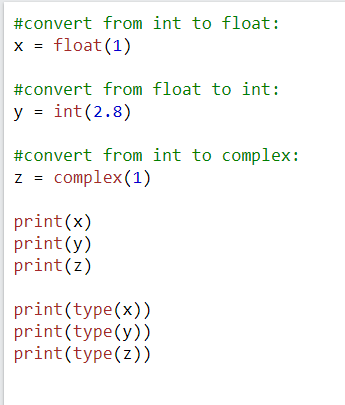 #convert from int to float:
x = float(1)
#convert from float to int:
y = int(2.8)
#convert from int to complex:
z = complex(1)
print(x)
print(y)
print(z)
print(type(x))
print(type(y))
print(type(z))